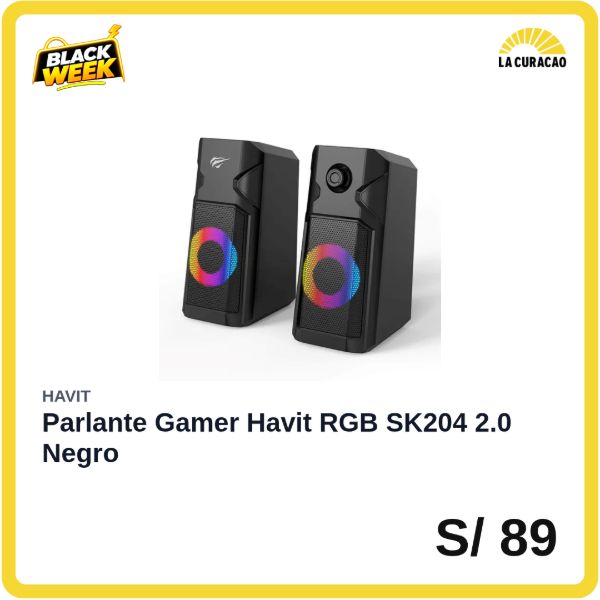 BLACK
WEEK
LA CURACAO
HAVIT
Parlante Gamer Havit RGB SK204 2.0
Negro
S/ 89